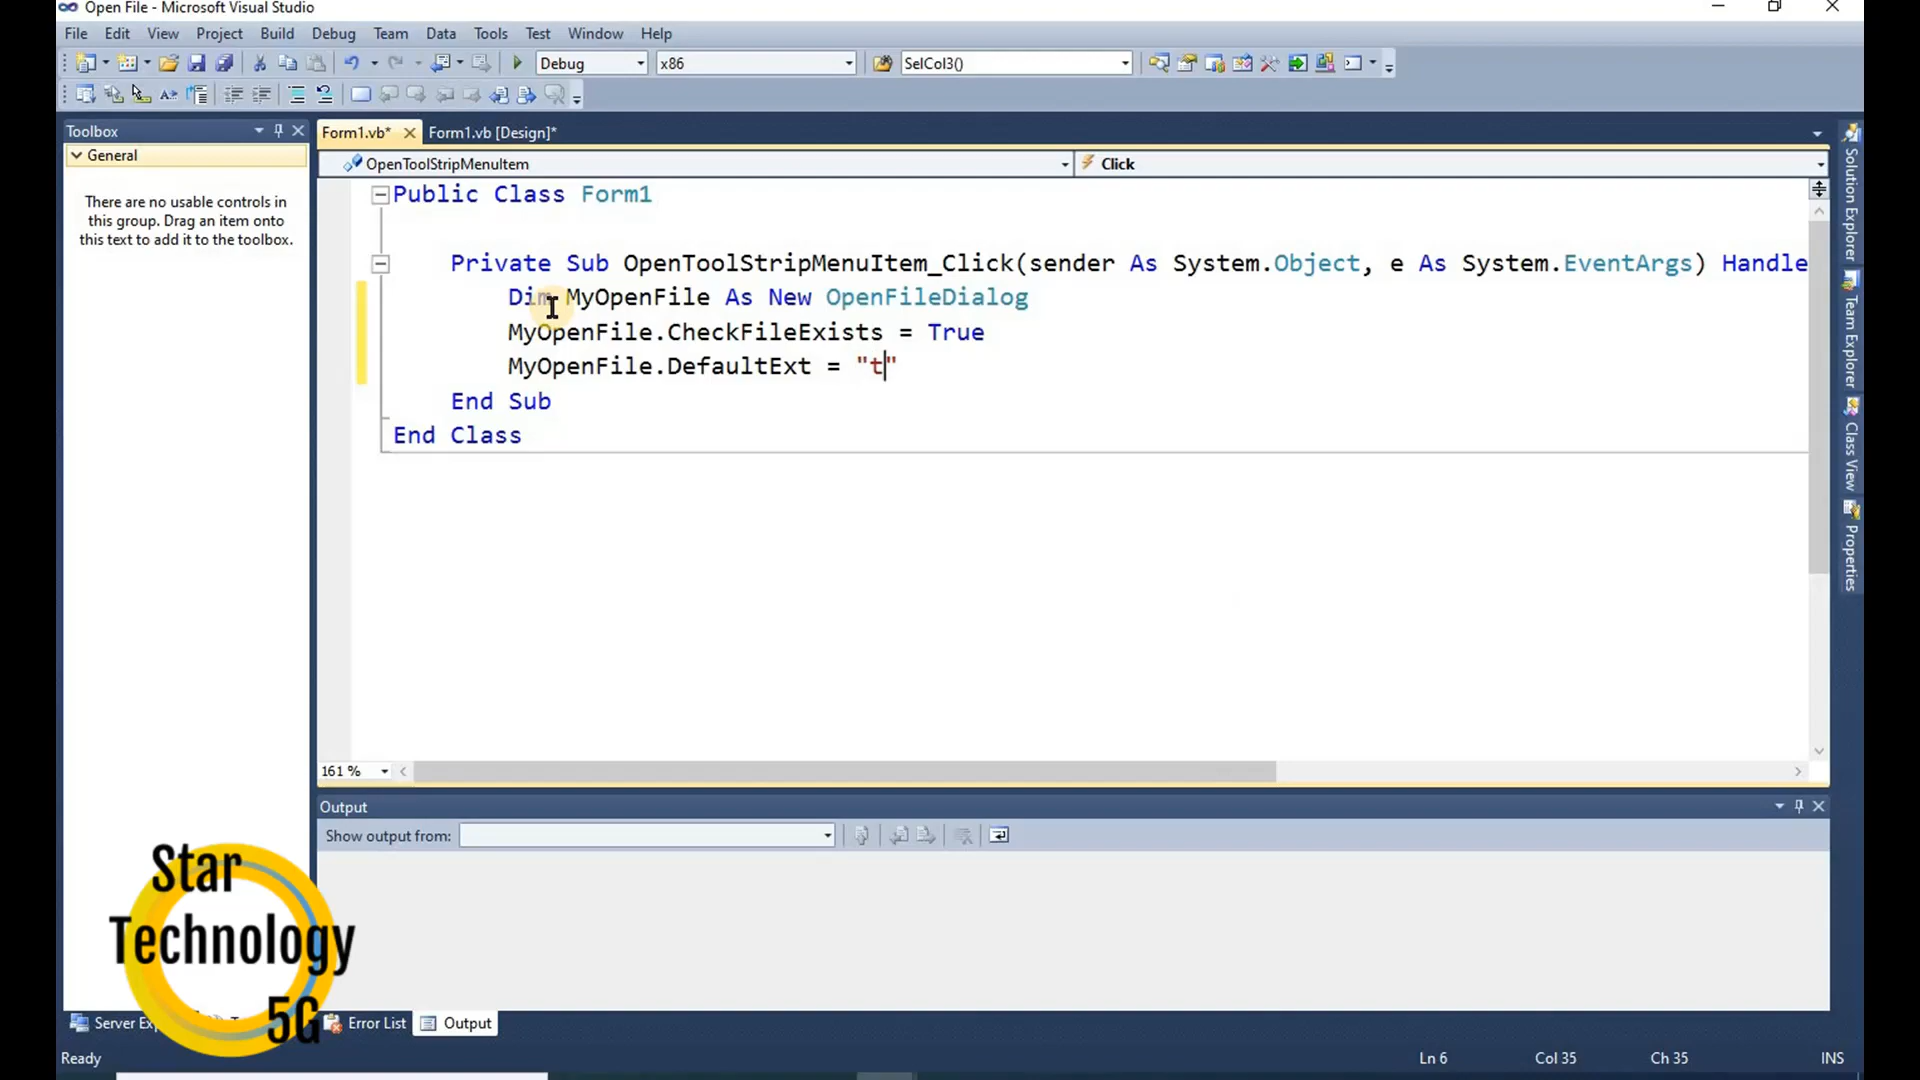 Open File - Microsoft Visual Studio
File Edit View Project Build Debug Team Data Tools Test Window Help
Debug x86 SelCol3()
Toolbox
Form1.vb* Form1.vb [Design]*
General
OpenToolStripMenuItem Click
There are no usable controls in
this group. Drag an item onto
this text to add it to the toolbox.
Public Class Form1
Private Sub OpenToolStripMenuItem_Click(sender As System.Object, e As System.EventArgs) Handle
Dim MyOpenFile As New OpenFileDialog
MyOpenFile.CheckFileExists = True
MyOpenFile.DefaultExt = "t"
End Sub
End Class
Solution Explorer
Team Explorer
Class View
Properties
161 %
Output
Show output from:
Star
Technology
5G
Server Exp
Error List
Output
Ready
Ln 6 Col 35 Ch 35 INS